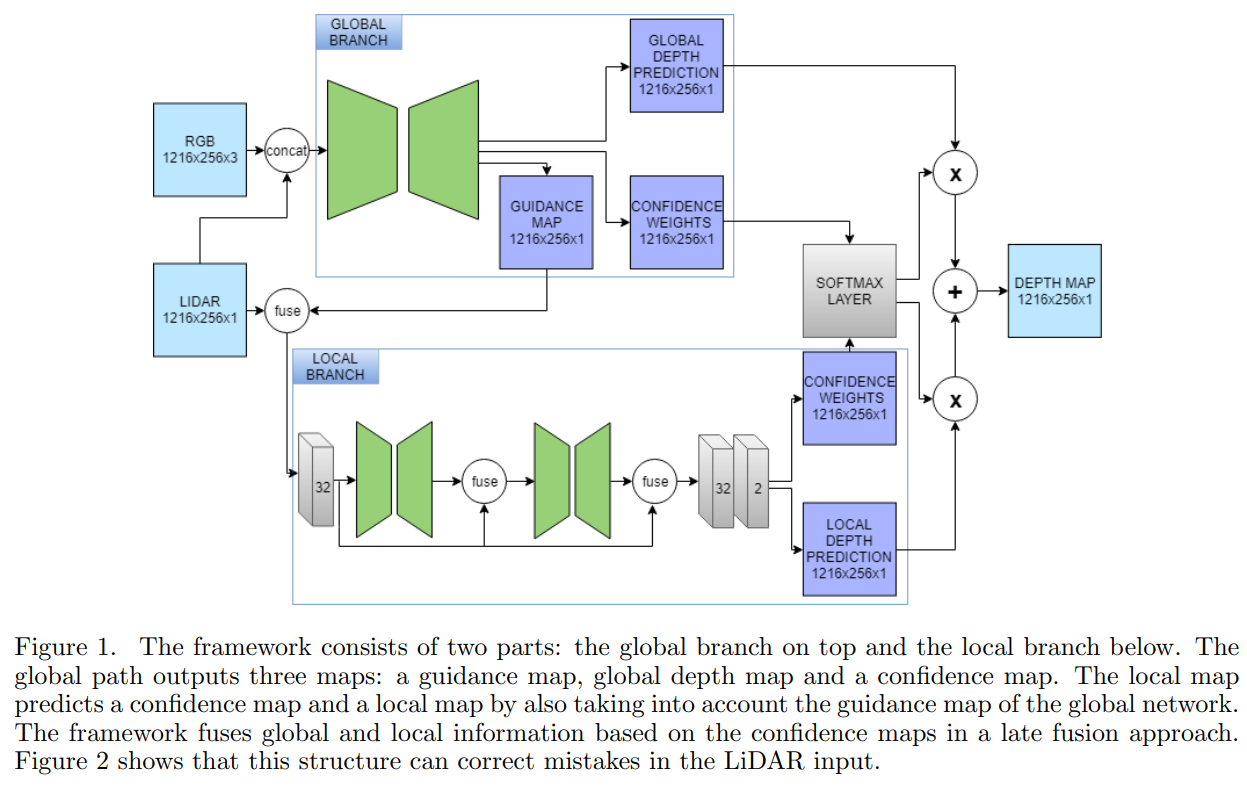 GLOBAL
BRANCH
GLOBAL
DEPTH
PREDICTION
1216x256x1
RGB
1216x256x3
concat
GUIDANCE
MAP
1216x256x1
CONFIDENCE
WEIGHTS
1216x256x1
LIDAR
1216x256x1
fuse
SOFTMAX
LAYER
X
+
X
DEPTH MAP
1216x256x1
LOCAL
BRANCH
32
fuse
fuse
32
2
CONFIDENCE
WEIGHTS
1216x256x1
LOCAL
DEPTH
PREDICTION
1216x256x1
Figure 1. The framework consists of two parts: the global branch on top and the local branch below. The
global path outputs three maps: a guidance map, global depth map and a confidence map. The local map
predicts a confidence map and a local map by also taking into account the guidance map of the global network.
The framework fuses global and local information based on the confidence maps in a late fusion approach.
Figure 2 shows that this structure can correct mistakes in the LiDAR input.